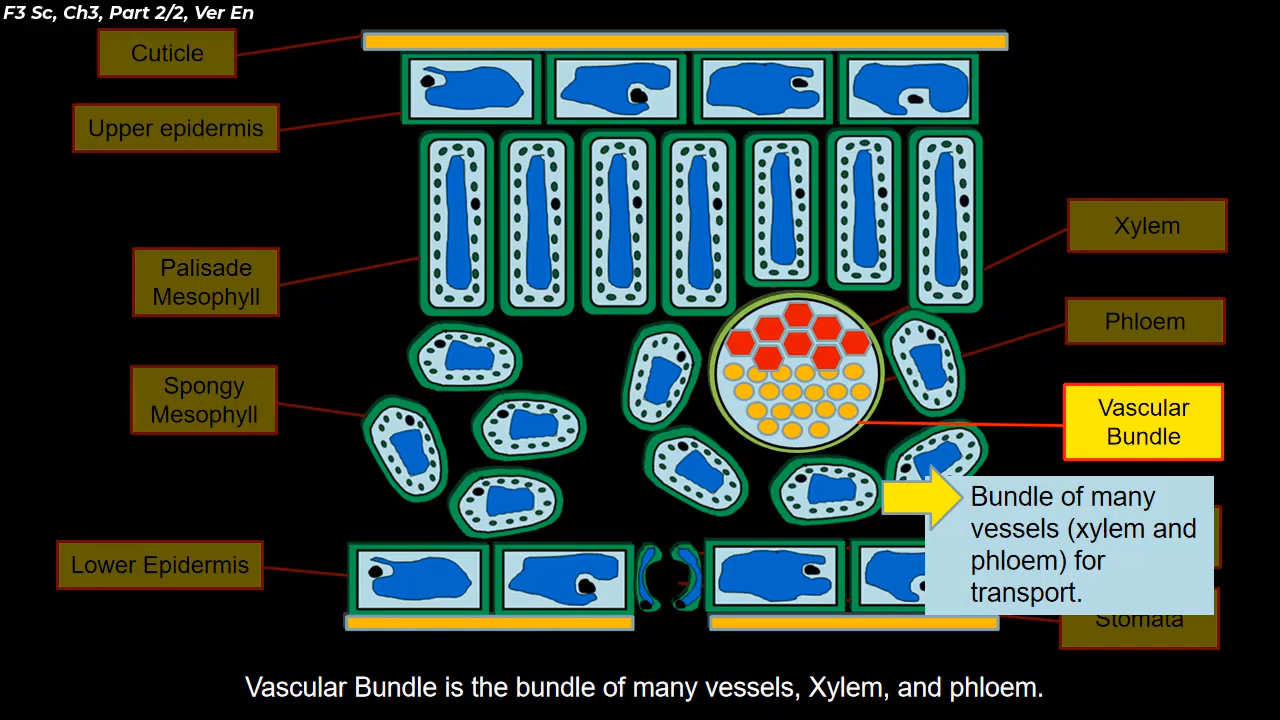 F3 Sc, Ch3, Part 2/2, Ver En
Cuticle
Upper epidermis
Palisade
Mesophyll
Spongy
Mesophyll
Lower Epidermis
Xylem
Phloem
Vascular
Bundle
Bundle of many
vessels (xylem and
phloem) for
transport.
Stomata
Vascular Bundle is the bundle of many vessels, Xylem, and phloem.